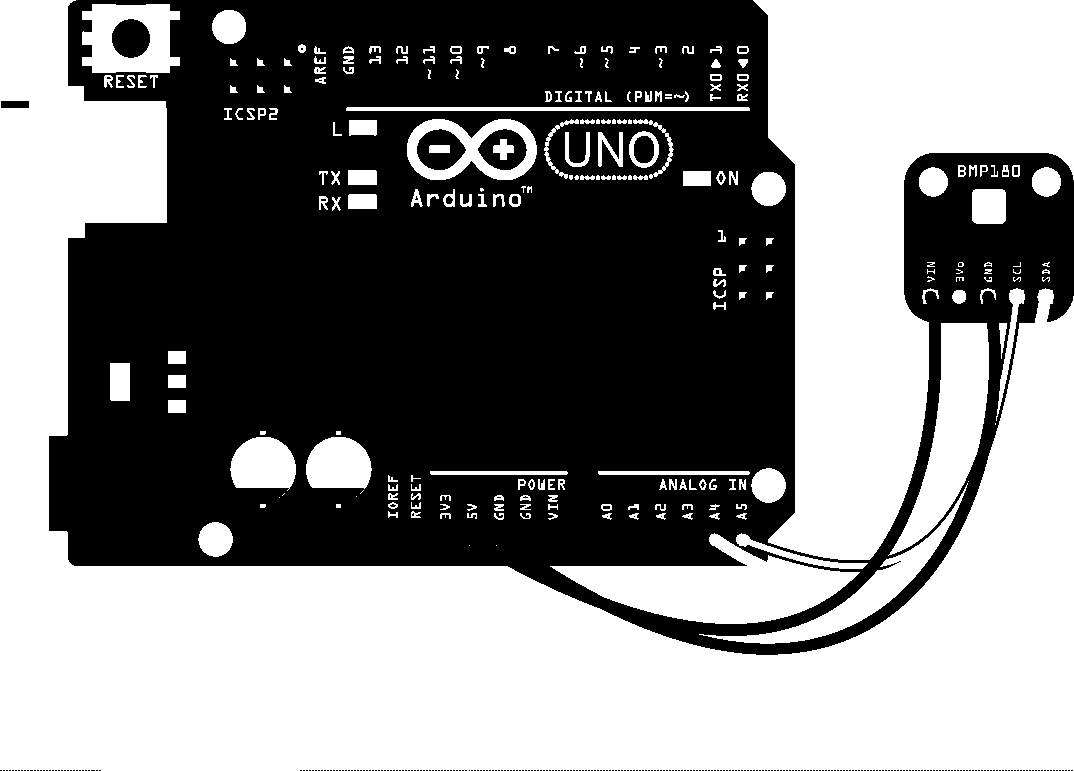 RESET
ICSP2
AREF
GND
13
12
~11
~10
~9
8
7
~6
~5
4
~3
2
TX0▶1
RX0◀0
DIGITAL (PWM=~)
L
TX
RX
UNO
Arduino™
ON
1
ICSP
BMP180
VIN
3Vo
GND
SCL
SDA
POWER
ANALOG IN
IOREF
RESET
3V3
5V
GND
GND
VIN
A0
A1
A2
A3
A4
A5